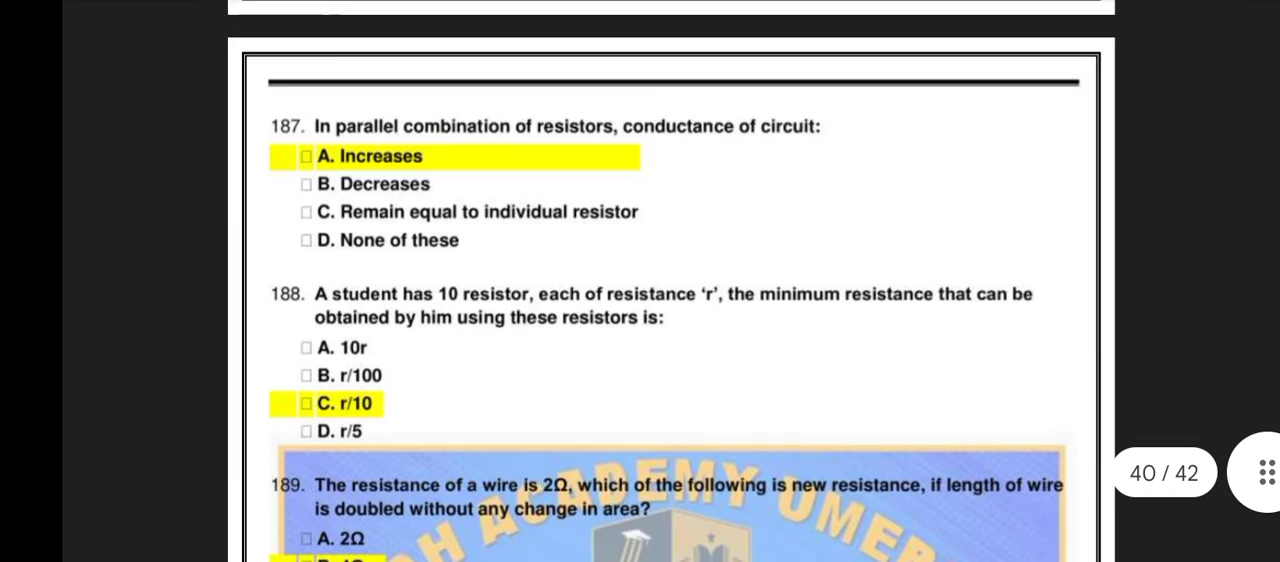 187. In parallel combination of resistors, conductance of circuit:
A. Increases
B. Decreases
C. Remain equal to individual resistor
D. None of these
188. A student has 10 resistor, each of resistance ‘r’, the minimum resistance that can be
obtained by him using these resistors is:
A. 10r
B. r/100
C. r/10
D. r/5
189. The resistance of a wire is 2Ω, which of the following is new resistance, if length of wire
is doubled without any change in area?
A. 2Ω
ACADEMY UMER
40 / 42